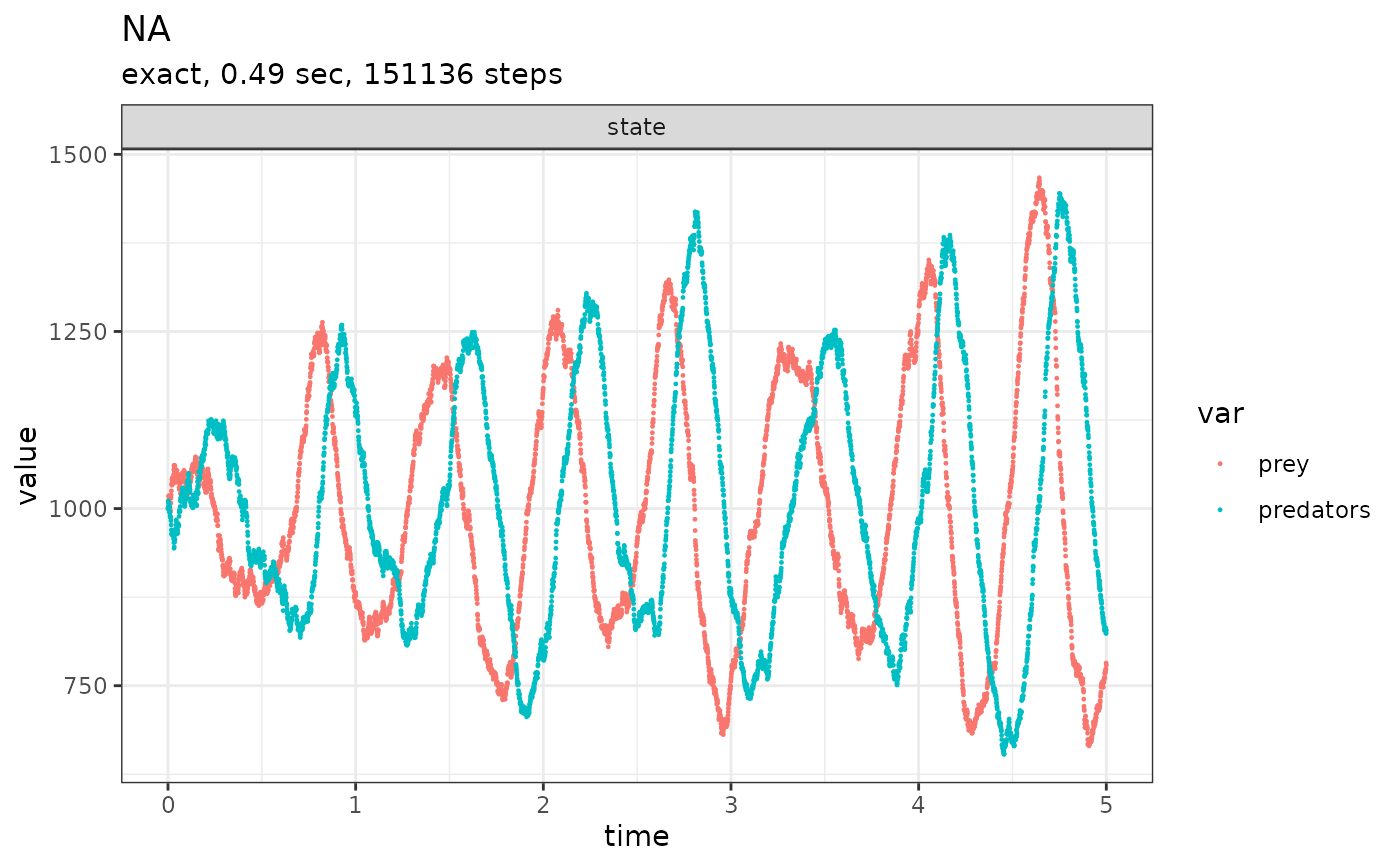 NA
exact, 0.49 sec, 151136 steps
state
1500
1250
1000
750
value
0 1 2 3 4 5
time
var
prey
predators